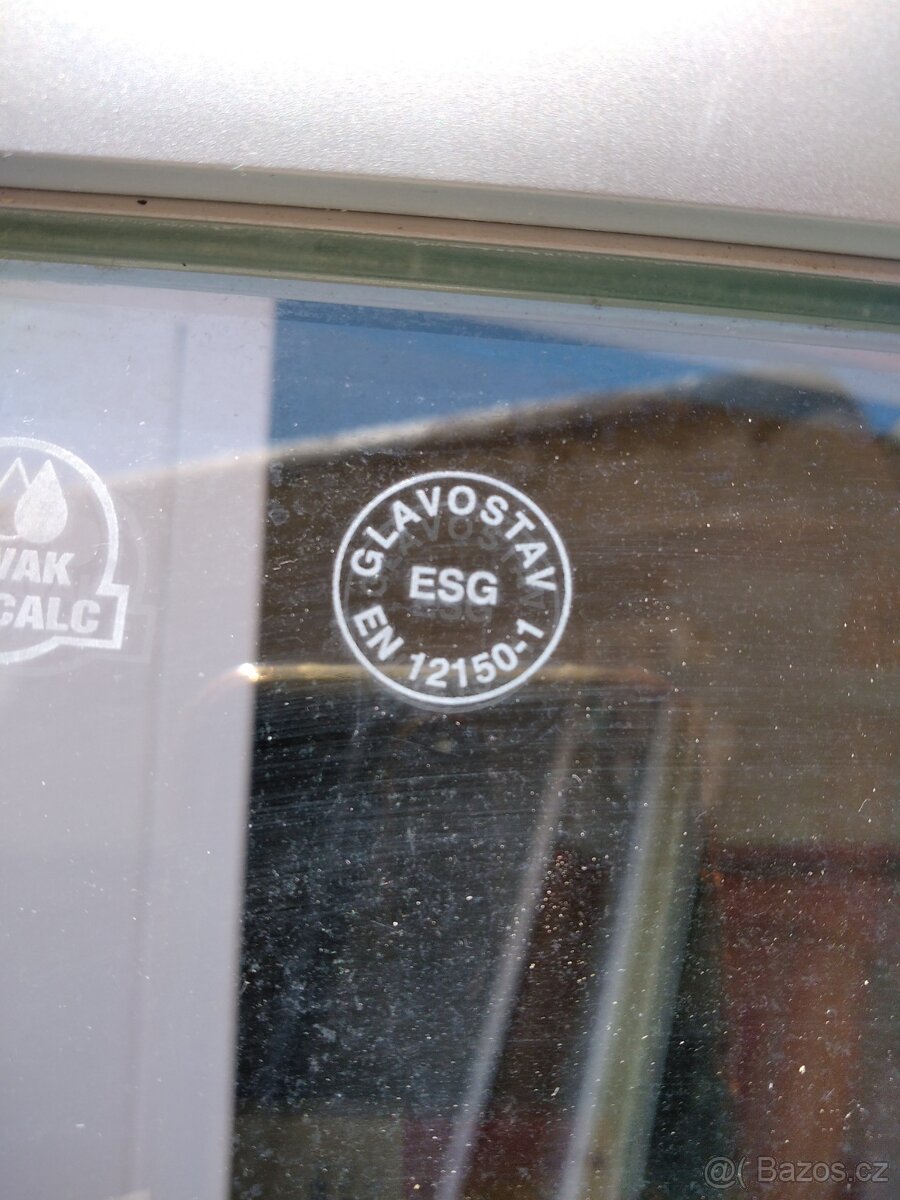 GLAVOSTAV
ESG
EN 12150-1
VAK
CALC
@( Bazos.cz